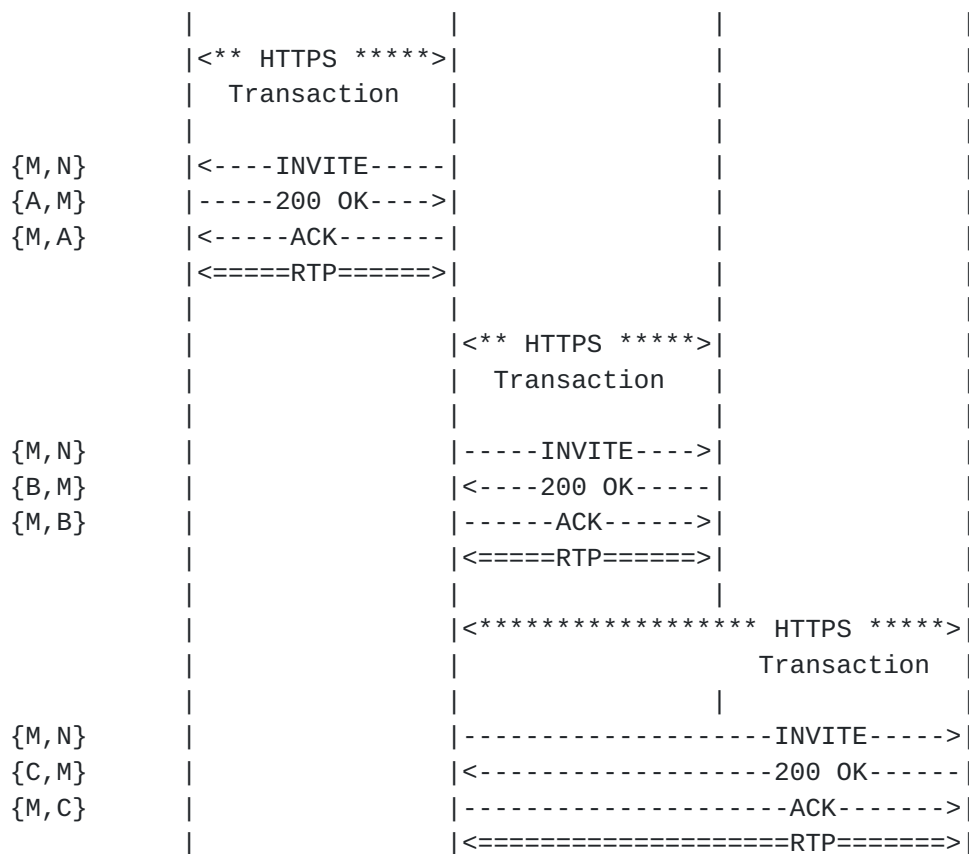 |                |                |               |
            |<** HTTPS *****>|                |               |
            |  Transaction   |                |               |
            |                |                |               |
{M,N}       |<----INVITE-----|                |               |
{A,M}       |-----200 OK---->|                |               |
{M,A}       |<-----ACK-------|                |               |
            |<=====RTP======>|                |               |
            |                |                |               |
            |                |<** HTTPS *****>|               |
            |                |  Transaction   |               |
            |                |                |               |
{M,N}       |                |-----INVITE---->|               |
{B,M}       |                |<----200 OK-----|               |
{M,B}       |                |------ACK------>|               |
            |                |<=====RTP======>|               |
            |                |                |               |
            |                |<****************** HTTPS *****>|
            |                |                   Transaction  |
            |                |                |               |
{M,N}       |                |--------------------INVITE----->|
{C,M}       |                |<-------------------200 OK------|
{M,C}       |                |---------------------ACK------->|
            |                |<====================RTP=======>|